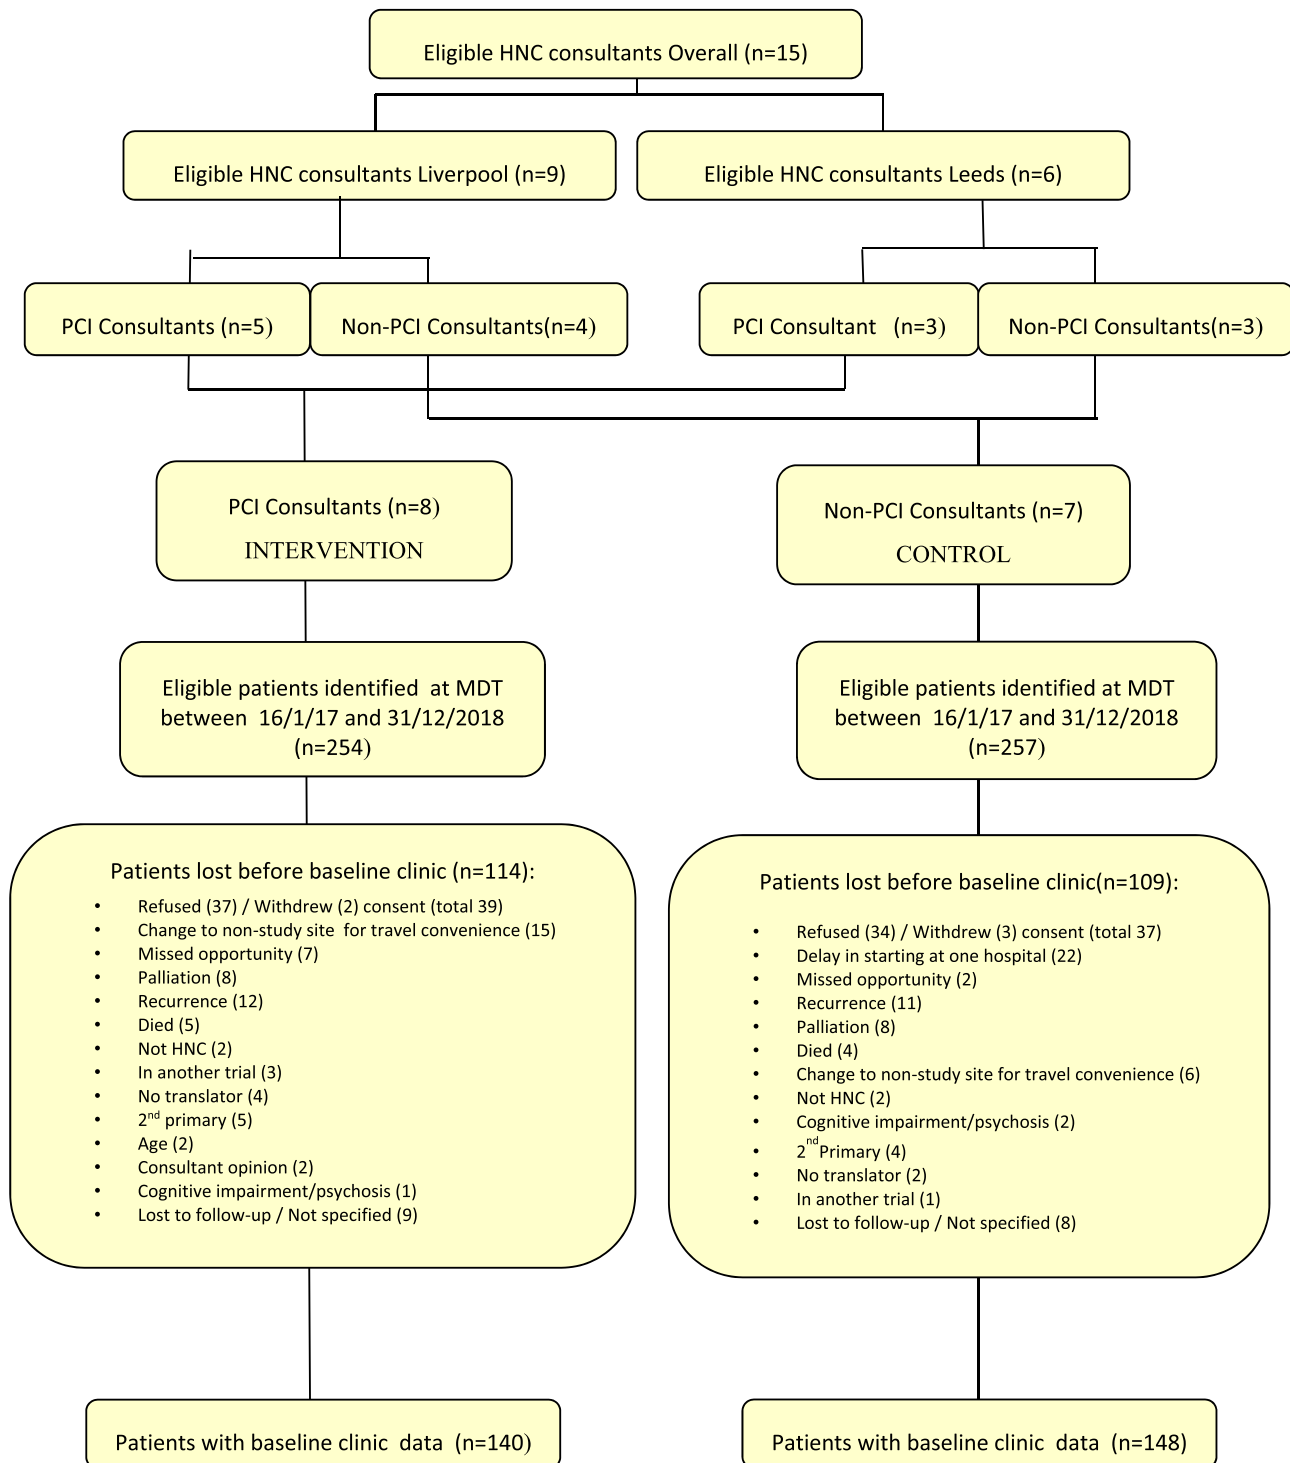 Eligible HNC consultants Overall (n=15)
Eligible HNC consultants Liverpool (n=9)
Eligible HNC consultants Leeds (n=6)
PCI Consultants (n=5)
Non-PCI Consultants(n=4)
PCI Consultant (n=3)
Non-PCI Consultants(n=3)
PCI Consultants (n=8)
INTERVENTION
Non-PCI Consultants (n=7)
CONTROL
Eligible patients identified at MDT
between 16/1/17 and 31/12/2018
(n=254)
Eligible patients identified at MDT
between 16/1/17 and 31/12/2018
(n=257)
Patients lost before baseline clinic (n=114):
• Refused (37) / Withdrew (2) consent (total 39)
• Change to non-study site for travel convenience (15)
• Missed opportunity (7)
• Palliation (8)
• Recurrence (12)
• Died (5)
• Not HNC (2)
• In another trial (3)
• No translator (4)
• 2nd primary (5)
• Age (2)
• Consultant opinion (2)
• Cognitive impairment/psychosis (1)
• Lost to follow-up / Not specified (9)
Patients lost before baseline clinic(n=109):
• Refused (34) / Withdrew (3) consent (total 37)
• Delay in starting at one hospital (22)
• Missed opportunity (2)
• Recurrence (11)
• Palliation (8)
• Died (4)
• Change to non-study site for travel convenience (6)
• Not HNC (2)
• Cognitive impairment/psychosis (2)
• 2nd Primary (4)
• No translator (2)
• In another trial (1)
• Lost to follow-up / Not specified (8)
Patients with baseline clinic data (n=140)
Patients with baseline clinic data (n=148)